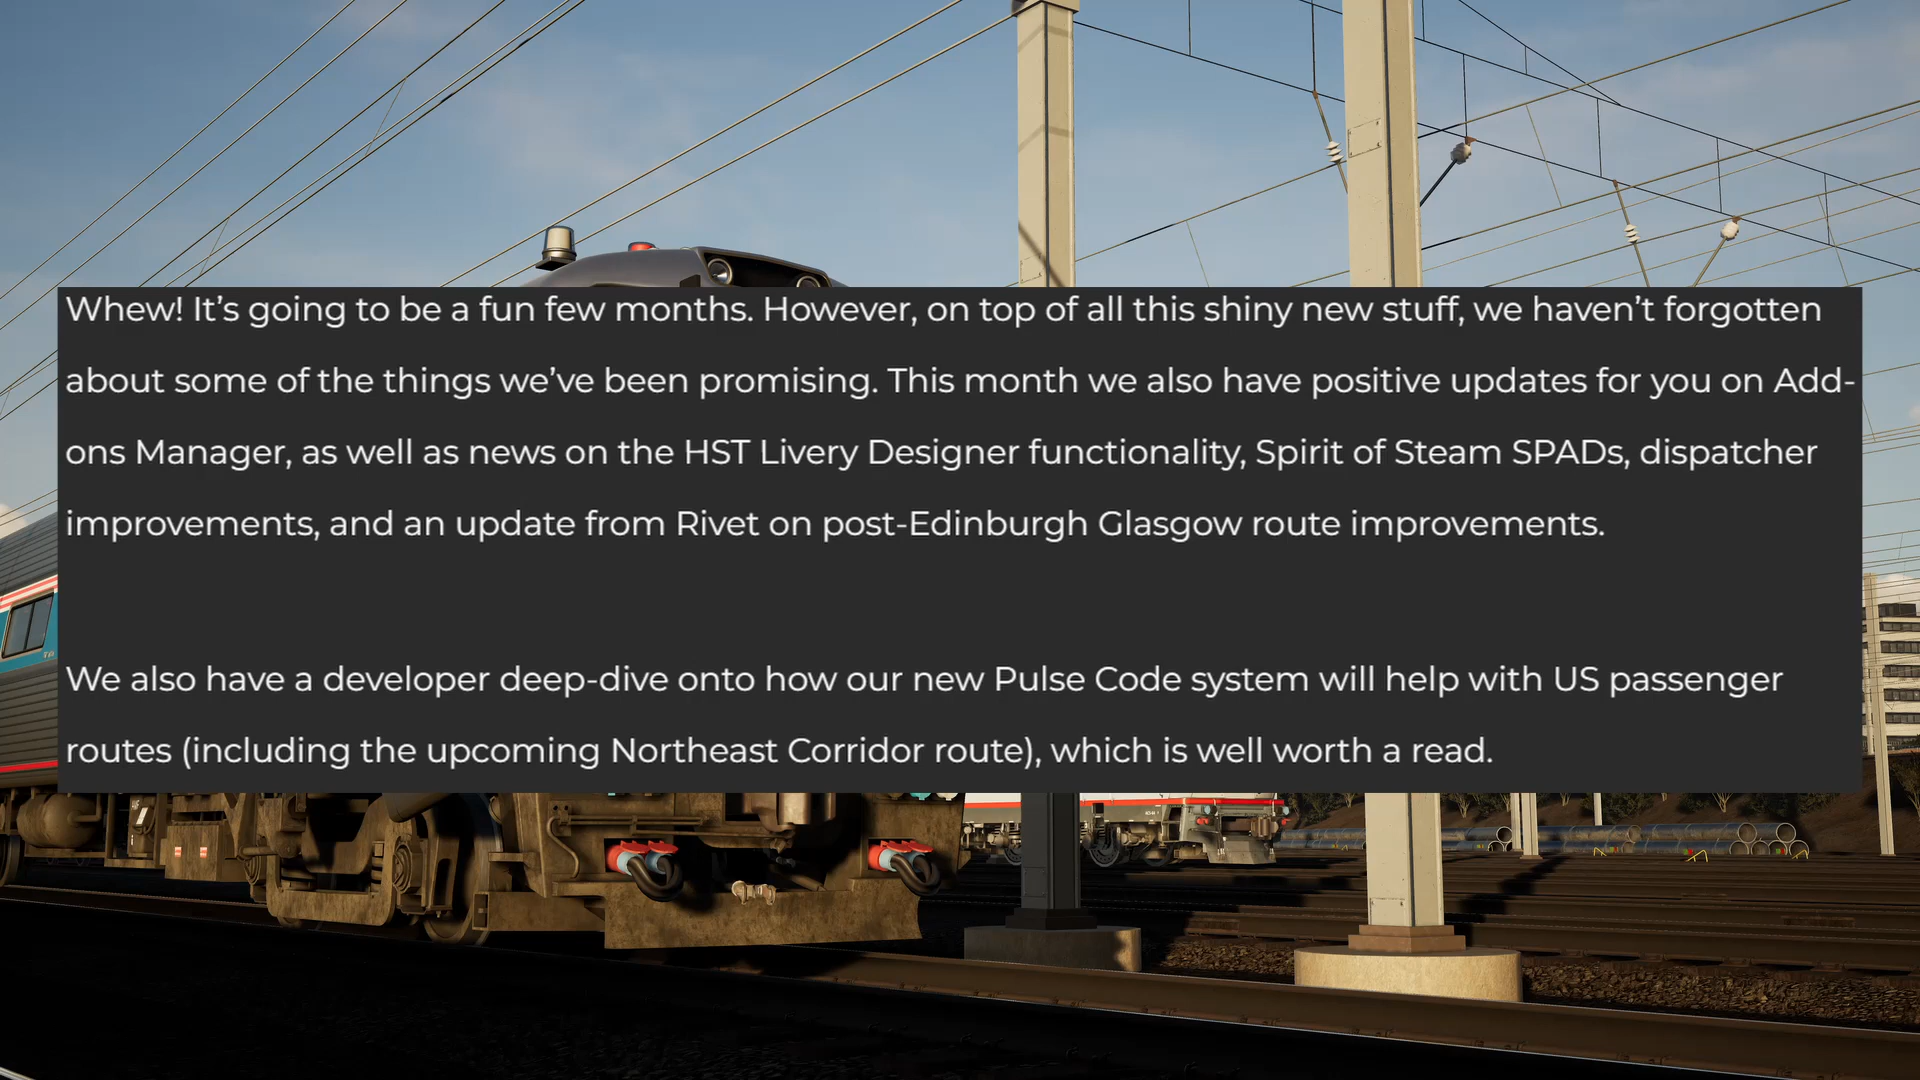 Whew! It’s going to be a fun few months. However, on top of all this shiny new stuff, we haven’t forgotten
about some of the things we’ve been promising. This month we also have positive updates for you on Add-
ons Manager, as well as news on the HST Livery Designer functionality, Spirit of Steam SPADs, dispatcher
improvements, and an update from Rivet on post-Edinburgh Glasgow route improvements.
We also have a developer deep-dive onto how our new Pulse Code system will help with US passenger
routes (including the upcoming Northeast Corridor route), which is well worth a read.